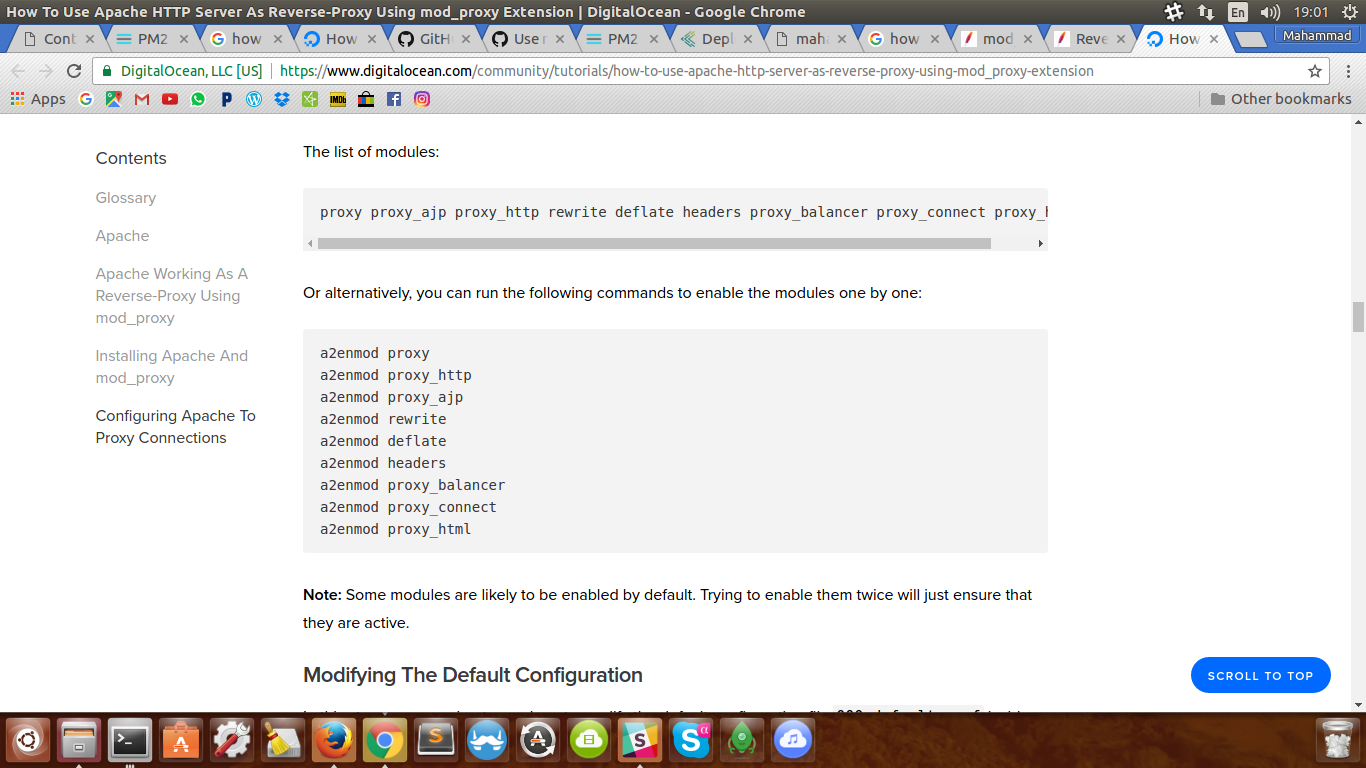 How To Use Apache HTTP Server As Reverse-Proxy Using mod_proxy Extension | DigitalOcean - Google Chrome
En
19:01
Cont
PM2
how
How
GitH
Use r
PM2
Depl
maha
how
mod
Reve
How
Mahammad
DigitalOcean, LLC [US]
https://www.digitalocean.com/community/tutorials/how-to-use-apache-http-server-as-reverse-proxy-using-mod_proxy-extension
Apps
IMDb
Other bookmarks
Contents
Glossary
Apache
Apache Working As A
Reverse-Proxy Using
mod_proxy
Installing Apache And
mod_proxy
Configuring Apache To
Proxy Connections
The list of modules:
proxy proxy_ajp proxy_http rewrite deflate headers proxy_balancer proxy_connect proxy_h
Or alternatively, you can run the following commands to enable the modules one by one:
a2enmod proxy
a2enmod proxy_http
a2enmod proxy_ajp
a2enmod rewrite
a2enmod deflate
a2enmod headers
a2enmod proxy_balancer
a2enmod proxy_connect
a2enmod proxy_html
Note: Some modules are likely to be enabled by default. Trying to enable them twice will just ensure that
they are active.
Modifying The Default Configuration
SCROLL TO TOP